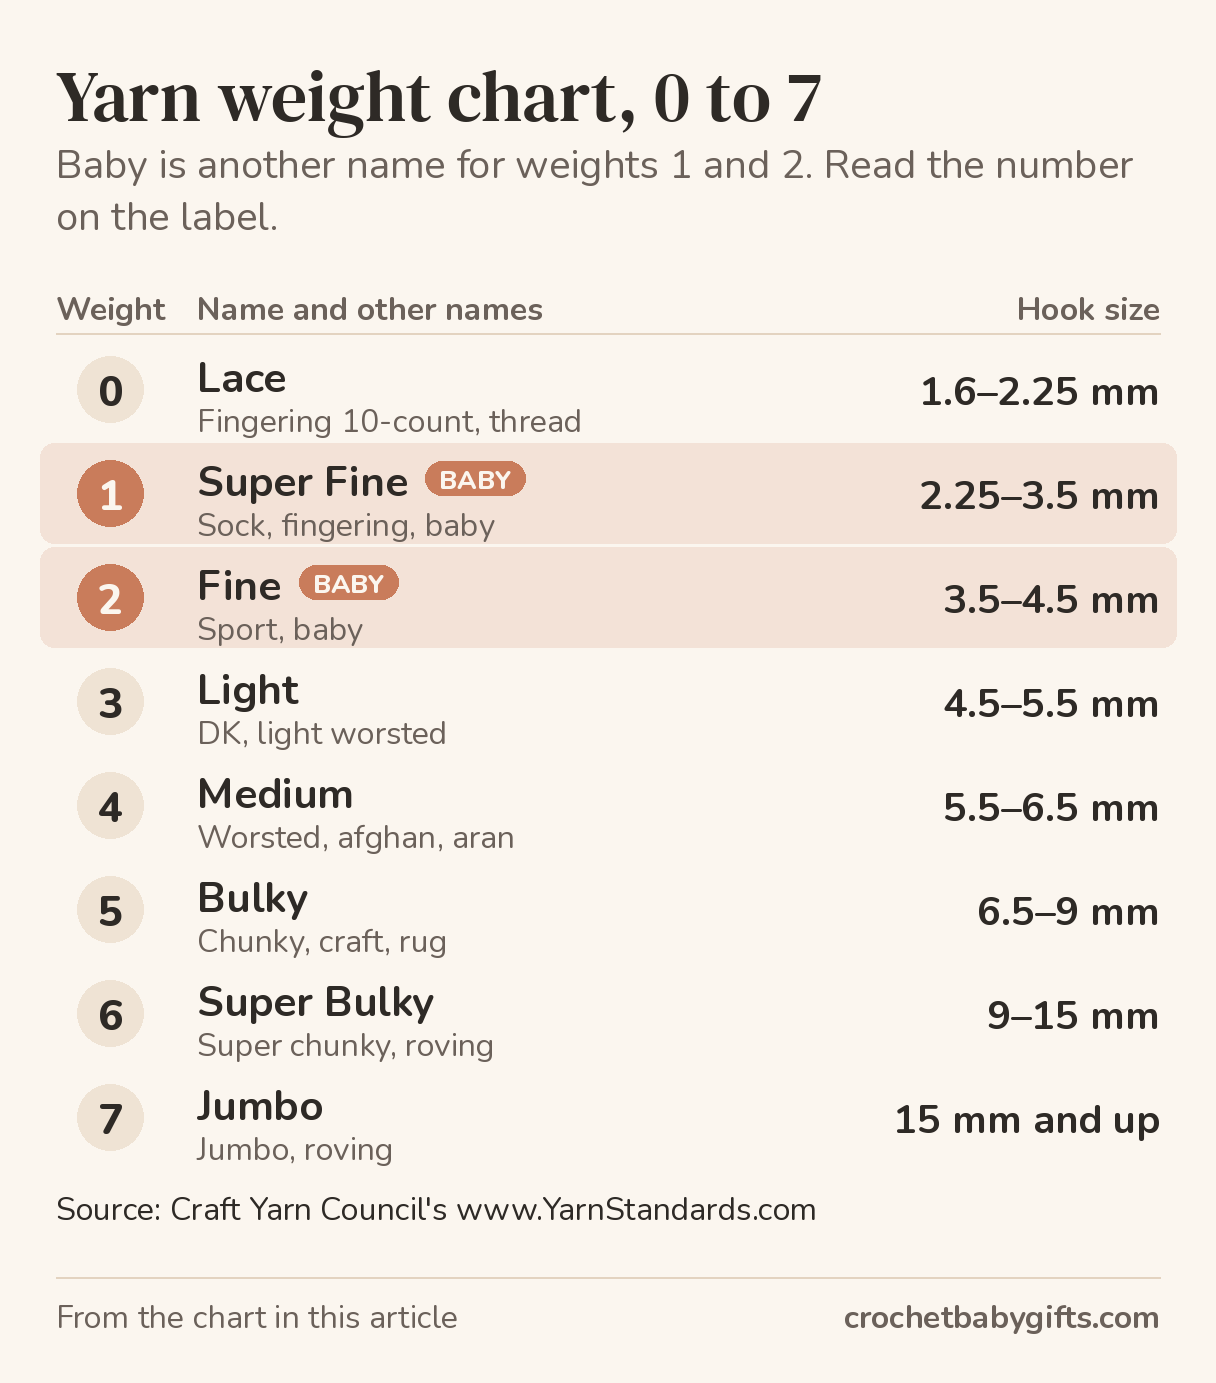 Yarn weight chart, 0 to 7
Baby is another name for weights 1 and 2. Read the number
on the label.
Weight Name and other names Hook size
0 Lace 1.6–2.25 mm
Fingering 10-count, thread
1 Super Fine BABY 2.25–3.5 mm
Sock, fingering, baby
2 Fine BABY 3.5–4.5 mm
Sport, baby
3 Light 4.5–5.5 mm
DK, light worsted
4 Medium 5.5–6.5 mm
Worsted, afghan, aran
5 Bulky 6.5–9 mm
Chunky, craft, rug
6 Super Bulky 9–15 mm
Super chunky, roving
7 Jumbo 15 mm and up
Jumbo, roving
Source: Craft Yarn Council's www.YarnStandards.com
From the chart in this article crochetbabygifts.com